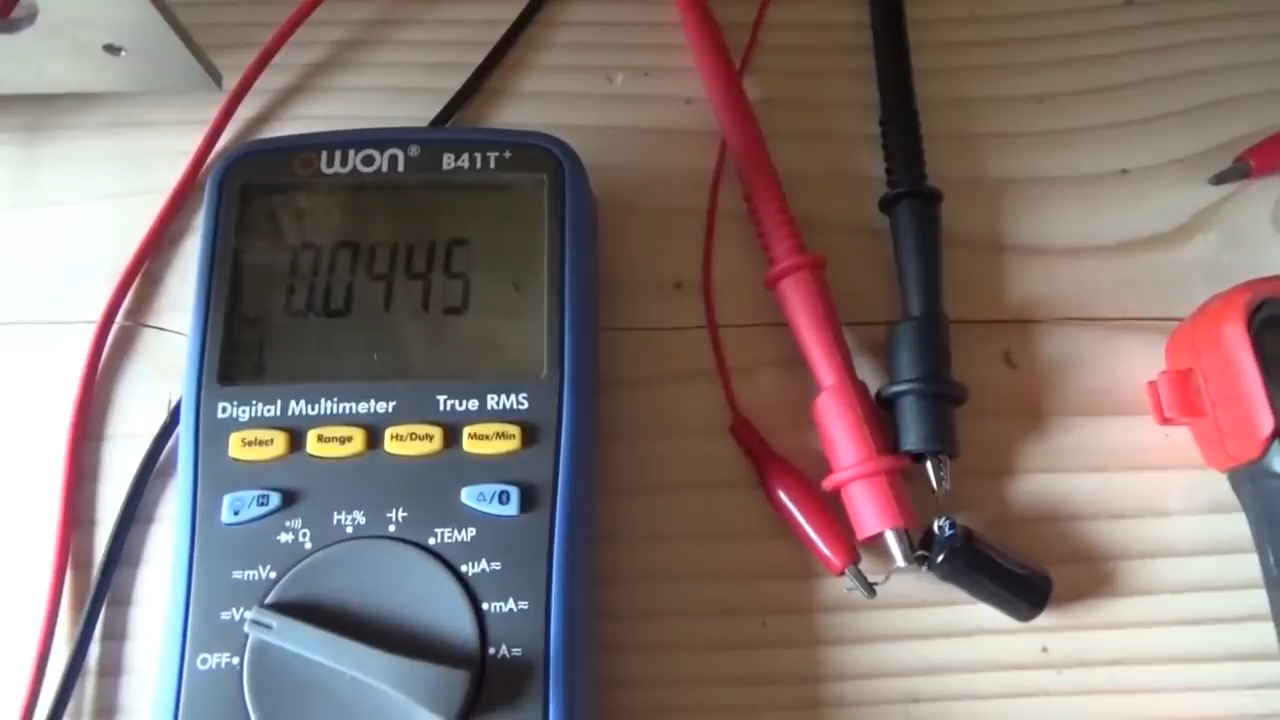 OWON® B41T+
0.0445
Digital Multimeter True RMS
Select Range Hz/Duty Max/Min
/H △/
Hz%
Ω TEMP
≂mV µA≂
≂V mA≂
OFF A≂